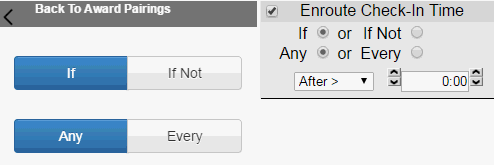 Back To Award Pairings
If If Not
Any Every
Enroute Check-In Time
If or If Not
Any or Every
After > 0:00